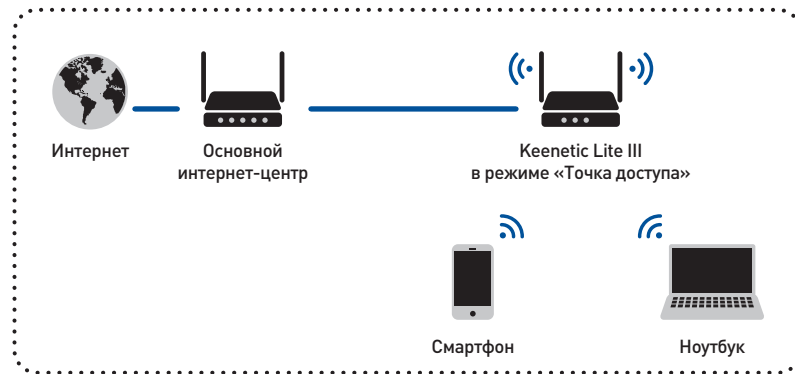 Интернет
Основной
интернет-центр
Keenetic Lite III
в режиме «Точка доступа»
Смартфон
Ноутбук